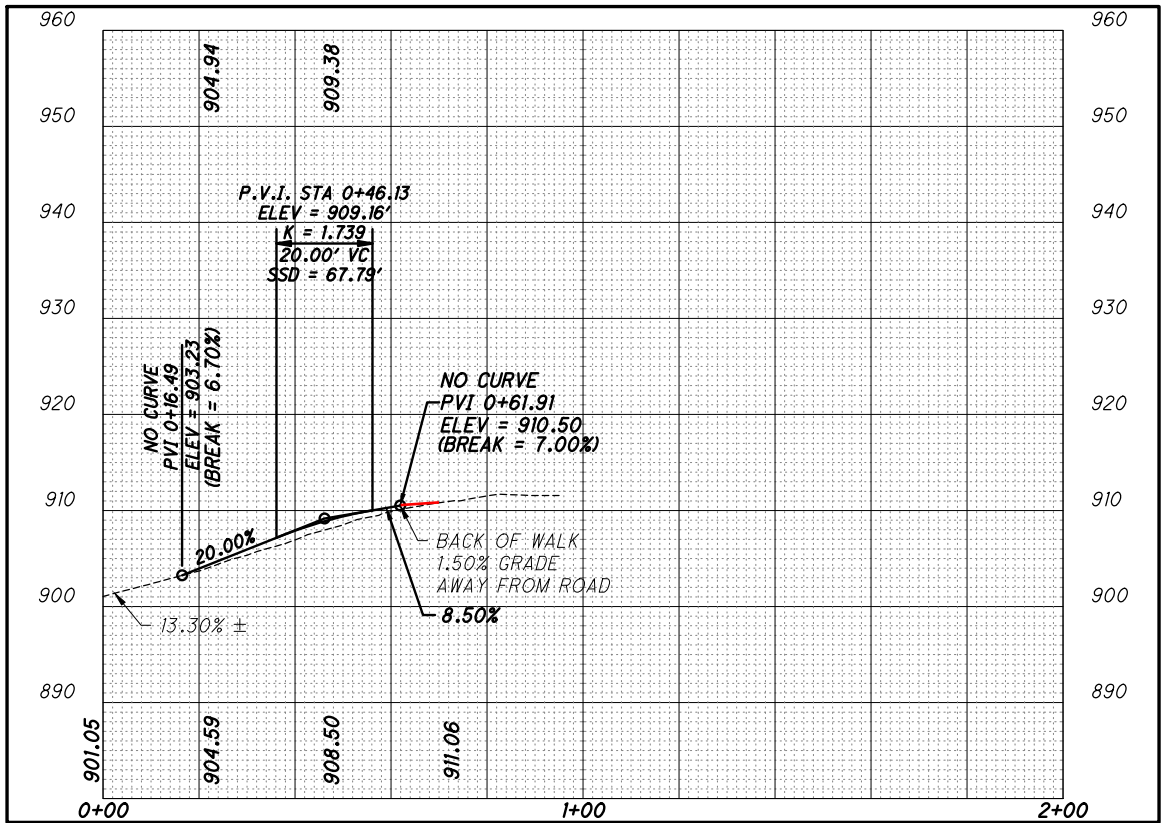 960
960
904.94
909.38
950
950
P.V.I. STA 0+46.13
ELEV = 909.16'
K = 1.739
20.00' VC
SSD = 67.79'
940
940
930
930
NO CURVE
PVI 0+16.49
ELEV = 903.23
(BREAK = 6.70%)
NO CURVE
PVI 0+61.91
ELEV = 910.50
(BREAK = 7.00%)
920
920
910
910
20.00%
BACK OF WALK
1.50% GRADE
AWAY FROM ROAD
8.50%
900
900
13.30% ±
890
890
901.05
904.59
908.50
911.06
0+00
1+00
2+00